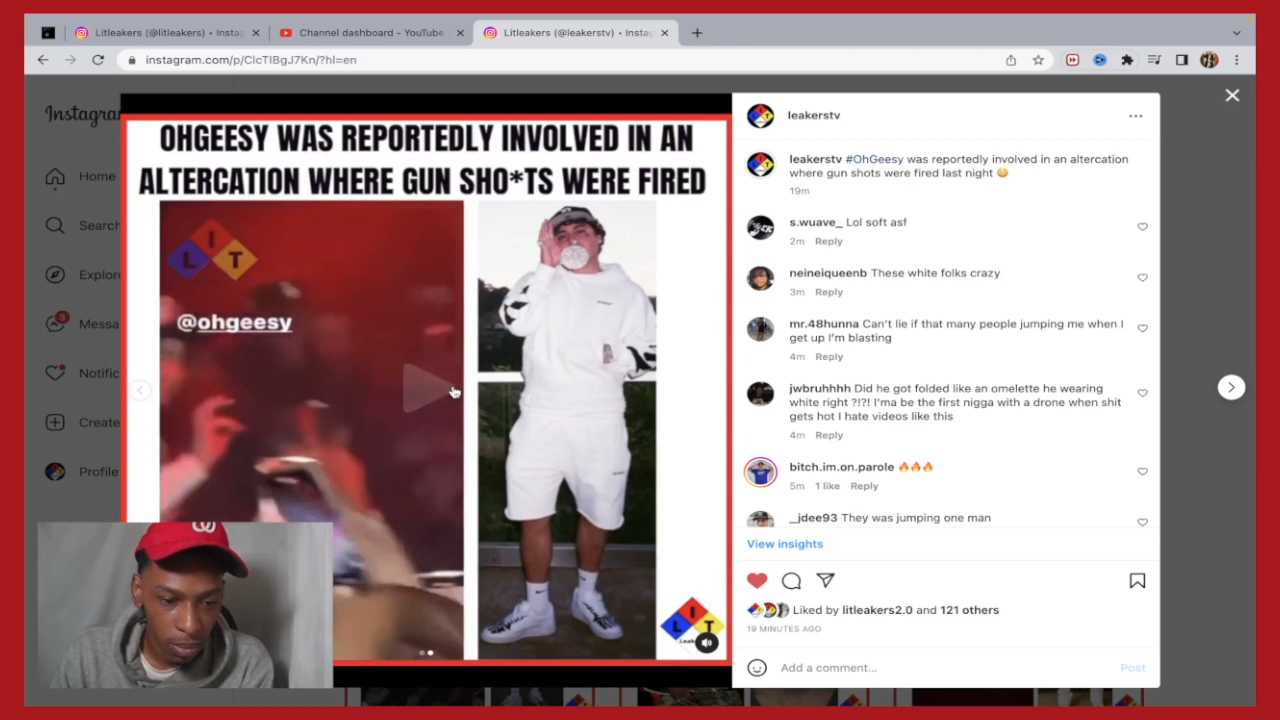 Litleakers (@litleakers) • Insta
Channel dashboard - YouTube
Litleakers (@leakerstv) • Insta
instagram.com/p/ClcTIBgJ7Kn/?hl=en
Instagra
Home
Search
Explor
Messa
3
Notific
Create
Profile
OHGEESY WAS REPORTEDLY INVOLVED IN AN
ALTERCATION WHERE GUN SHO*TS WERE FIRED
L I T
@ohgeesy
L I T
leakerstv
leakerstv #OhGeesy was reportedly involved in an altercation
where gun shots were fired last night 😳
19m
s.wuave_ Lol soft asf
2m Reply
neineiqueenb These white folks crazy
3m Reply
mr.48hunna Can't lie if that many people jumping me when I
get up I'm blasting
4m Reply
jwbruhhhh Did he got folded like an omelette he wearing
white right ?!?! I'ma be the first nigga with a drone when shit
gets hot I hate videos like this
4m Reply
bitch.im.on.parole 🔥🔥🔥
5m 1 like Reply
_jdee93 They was jumping one man
View insights
Liked by litleakers2.0 and 121 others
19 MINUTES AGO
Add a comment...
Post